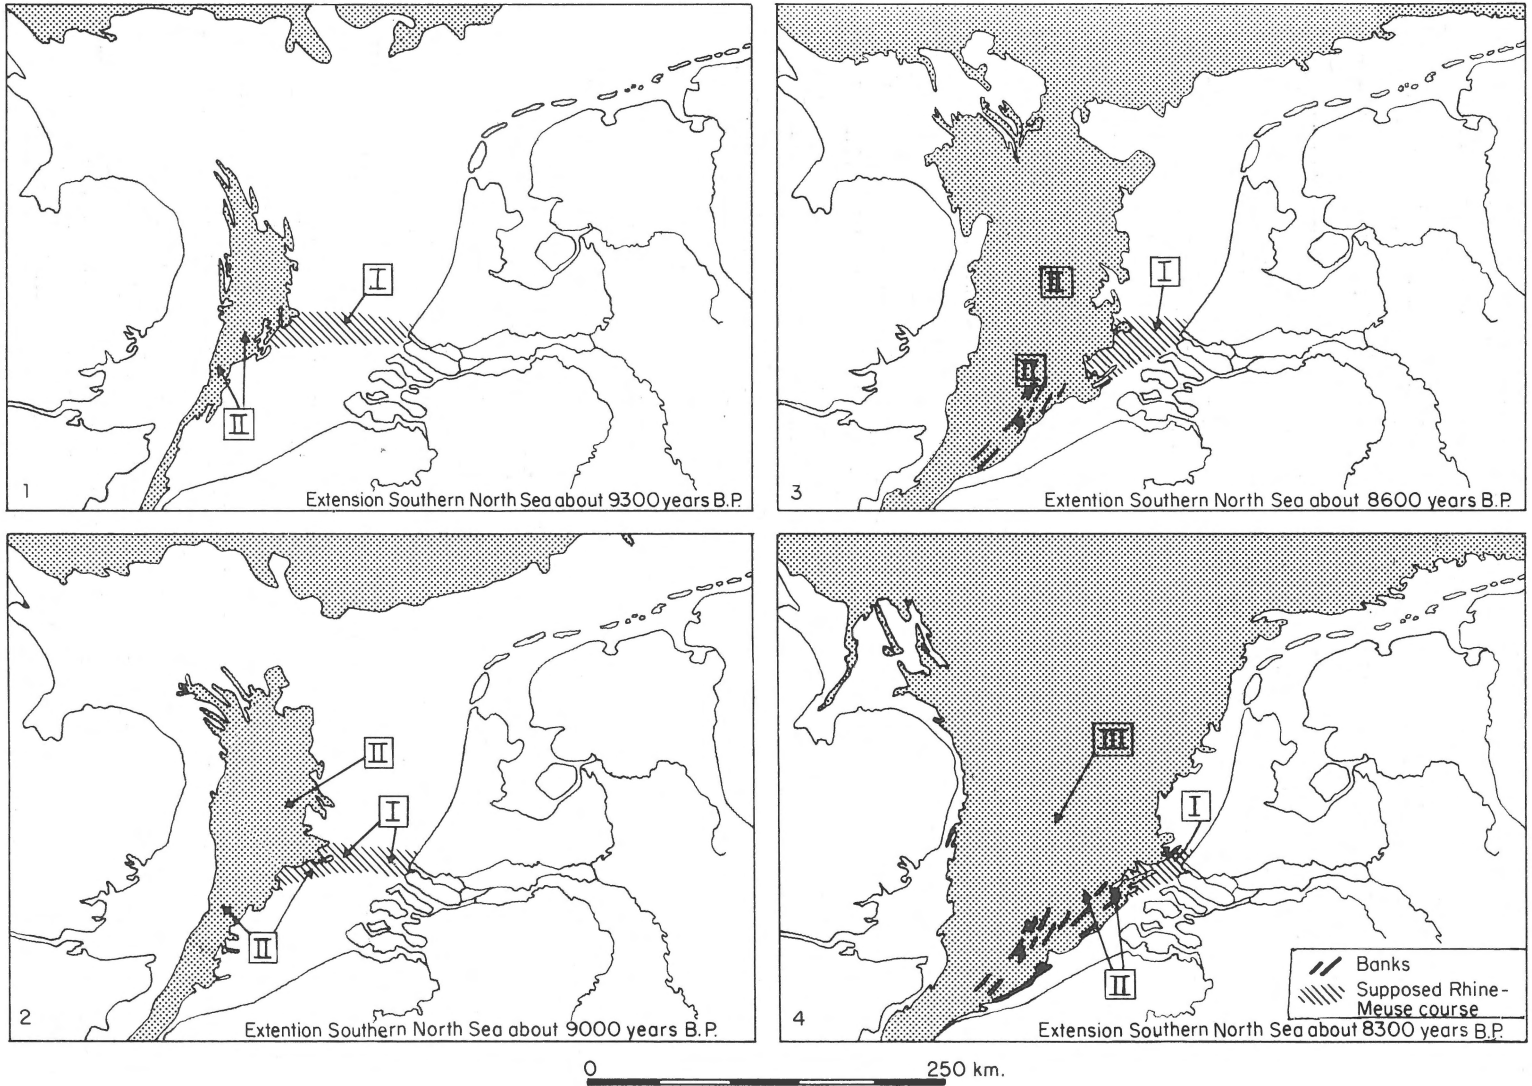 I
II
1
Extension Southern North Sea about 9300 years B.P.
I
II
II
3
Extention Southern North Sea about 8600 years B.P.
II
I
II
2
Extention Southern North Sea about 9000 years B.P.
III
I
II
Banks
Supposed Rhine-
Meuse course
4
Extension Southern North Sea about 8300 years B.P.
0 250 km.